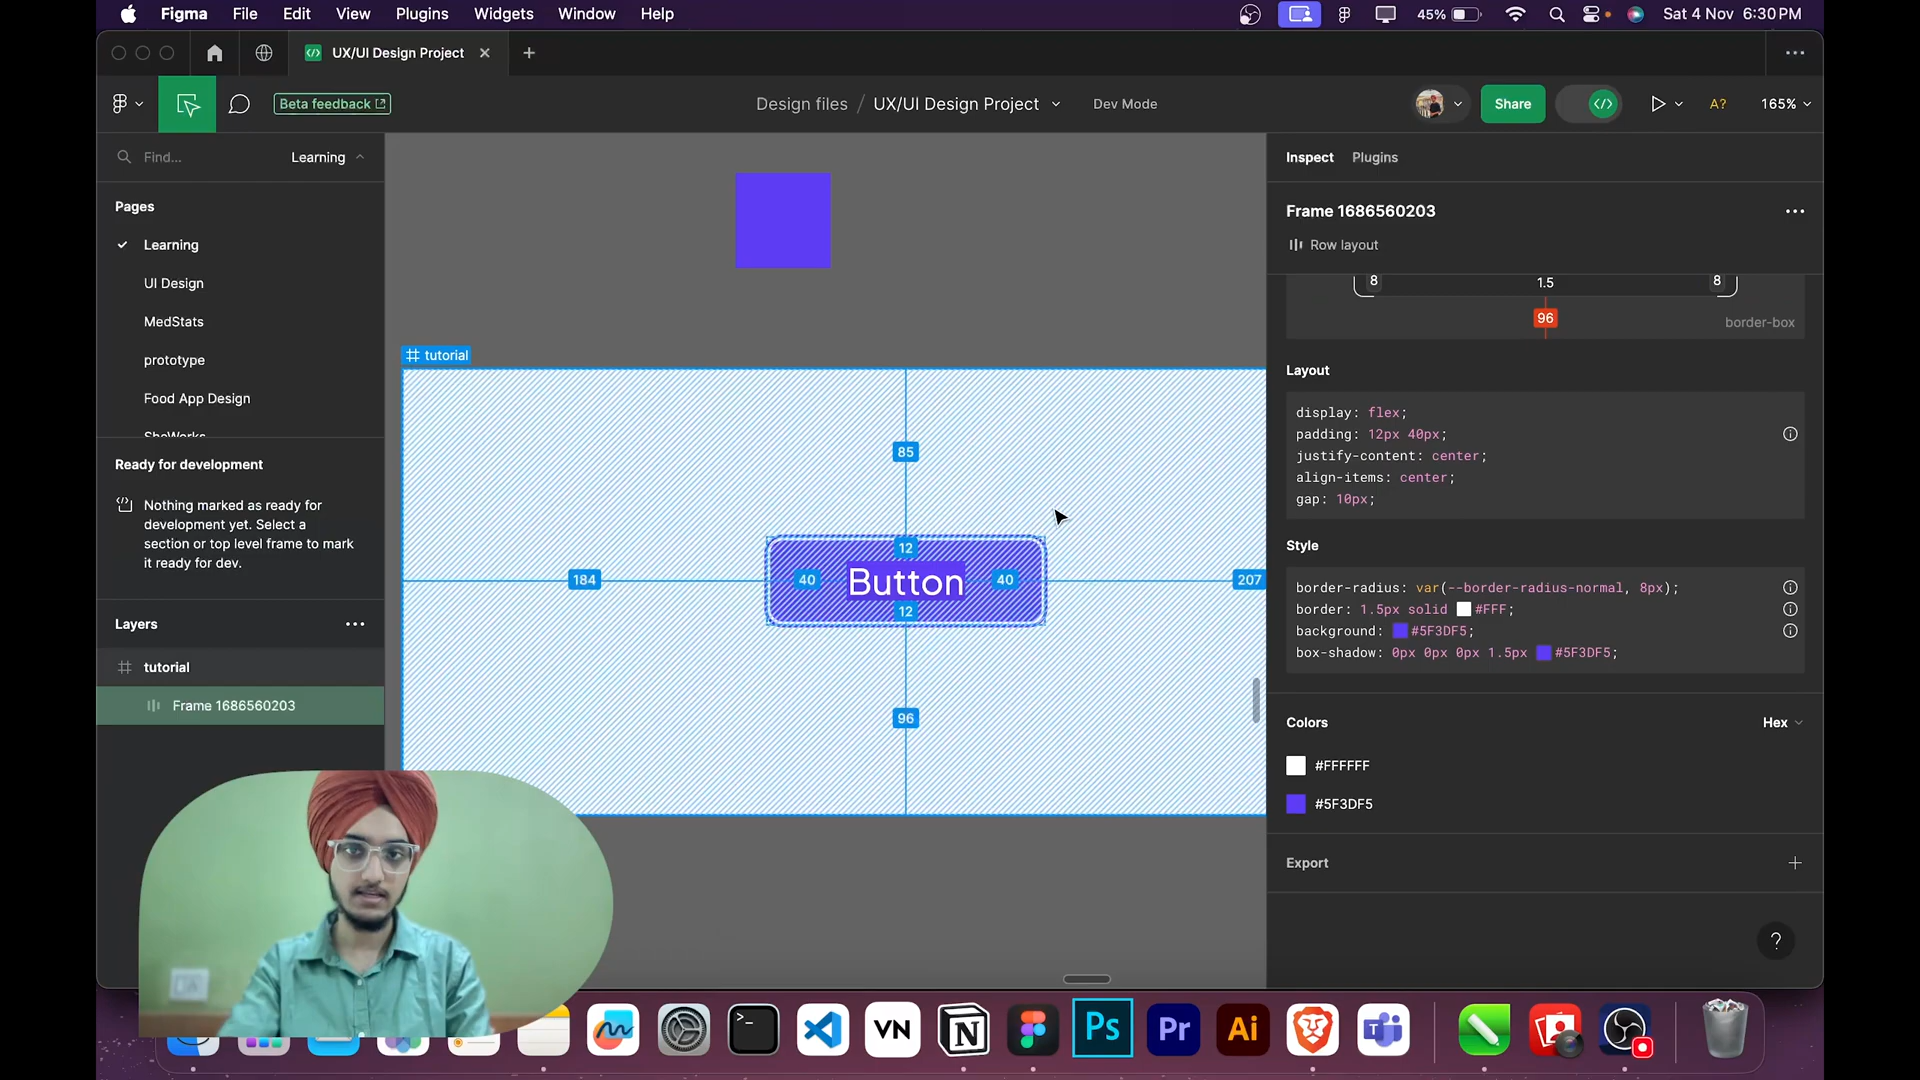 Figma File Edit View Plugins Widgets Window Help
45% Sat 4 Nov 6:30 PM
UX/UI Design Project
Beta feedback
Design files / UX/UI Design Project
Dev Mode
Share
A?
165%
Find...
Learning
Pages
Learning
UI Design
MedStats
prototype
Food App Design
SheWorks
Ready for development
Nothing marked as ready for
development yet. Select a
section or top level frame to mark
it ready for dev.
Layers
tutorial
Frame 1686560203
tutorial
85
12
184
40
Button
40
207
12
96
Inspect Plugins
Frame 1686560203
Row layout
8 1.5 8
96
border-box
Layout
display: flex;
padding: 12px 40px;
justify-content: center;
align-items: center;
gap: 10px;
Style
border-radius: var(--border-radius-normal, 8px);
border: 1.5px solid #FFF;
background: #5F3DF5;
box-shadow: 0px 0px 0px 1.5px #5F3DF5;
Colors
Hex
#FFFFFF
#5F3DF5
Export
?
>_
VN
N
Ps
Pr
Ai
T